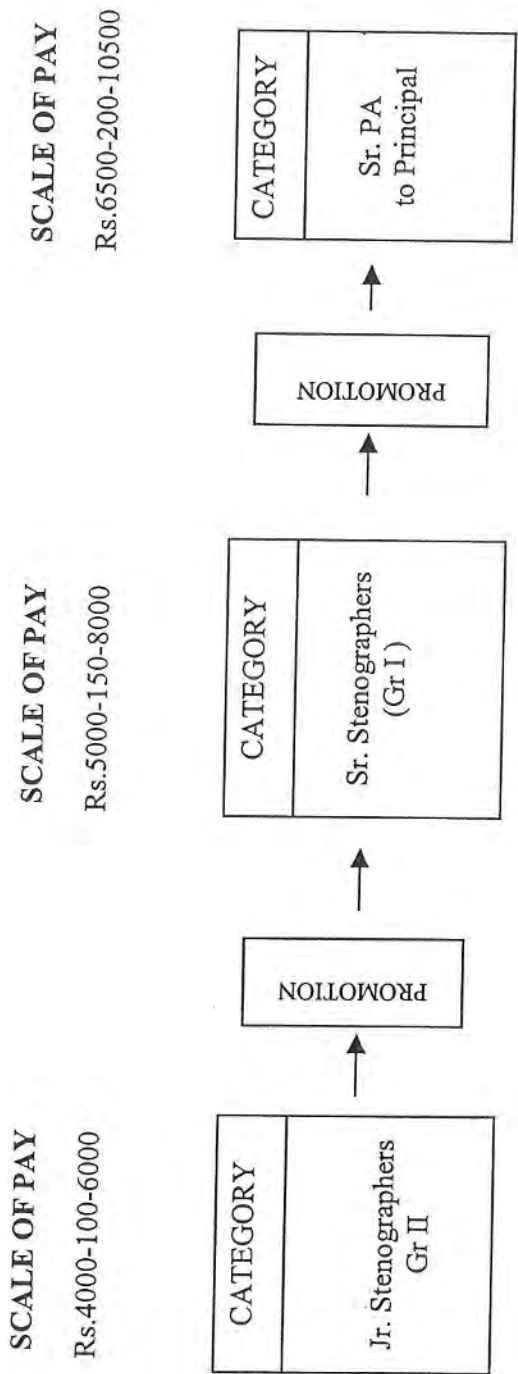 SCALE OF PAY
Rs.4000-100-6000
CATEGORY
Jr. Stenographers
Gr II
PROMOTION
SCALE OF PAY
Rs.5000-150-8000
CATEGORY
Sr. Stenographers
(Gr I )
PROMOTION
SCALE OF PAY
Rs.6500-200-10500
CATEGORY
Sr. PA
to Principal